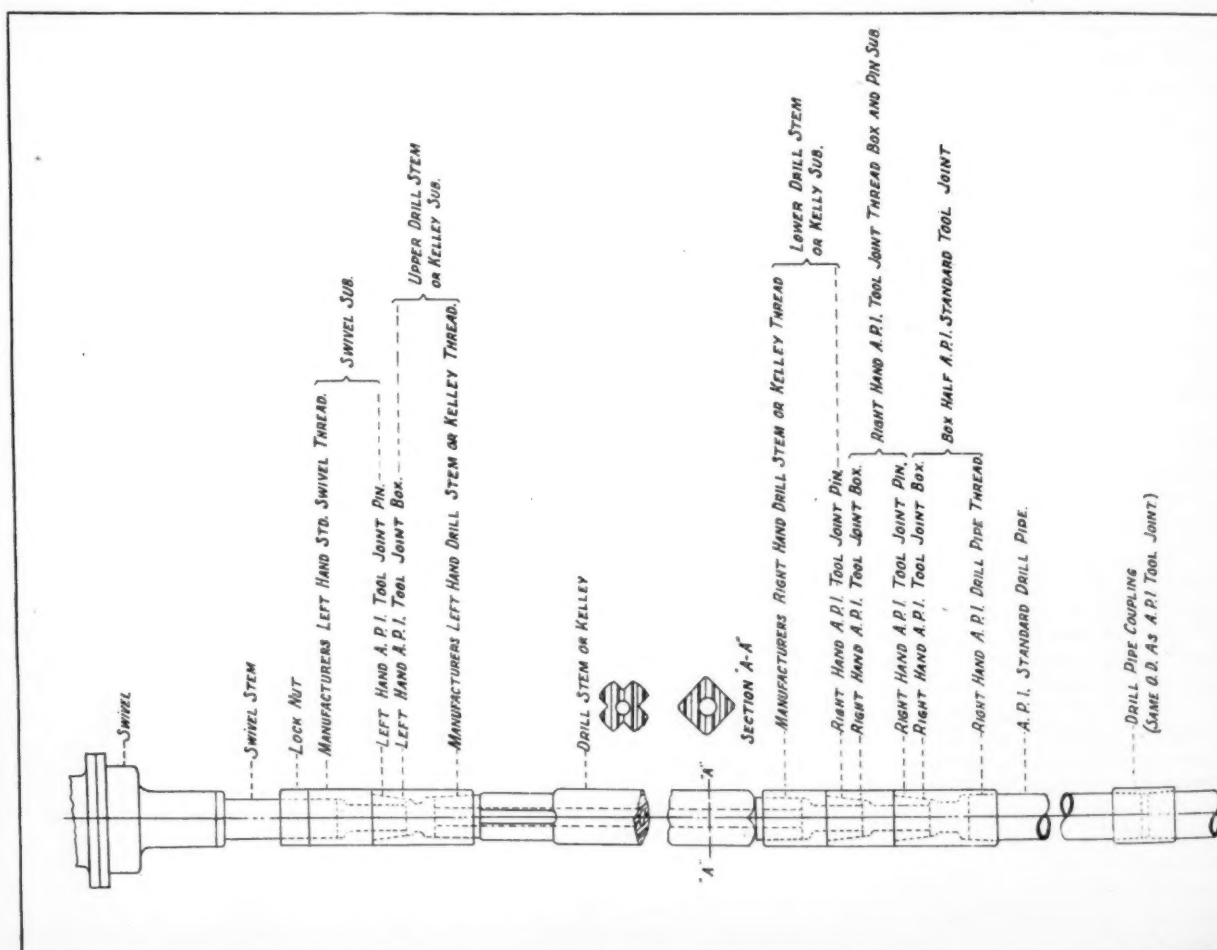 SWIVEL
SWIVEL STEM
LOCK NUT
MANUFACTURERS LEFT HAND STD. SWIVEL THREAD.
SWIVEL SUB.
LEFT HAND A.P.I. TOOL JOINT PIN.
LEFT HAND A.P.I. TOOL JOINT BOX.
UPPER DRILL STEM
OR KELLEY SUB.
MANUFACTURERS LEFT HAND DRILL STEM OR KELLEY THREAD.
DRILL STEM OR KELLEY
"A"
"A"
SECTION "A-A"
MANUFACTURERS RIGHT HAND DRILL STEM OR KELLEY THREAD
LOWER DRILL STEM
OR KELLY SUB.
RIGHT HAND A.P.I. TOOL JOINT PIN.
RIGHT HAND A.P.I. TOOL JOINT BOX.
RIGHT HAND A.P.I. TOOL JOINT THREAD BOX AND PIN SUB.
RIGHT HAND A.P.I. TOOL JOINT PIN.
RIGHT HAND A.P.I. TOOL JOINT BOX.
BOX HALF A.P.I. STANDARD TOOL JOINT
RIGHT HAND A.P.I. DRILL PIPE THREAD.
A.P.I. STANDARD DRILL PIPE.
DRILL PIPE COUPLING
(SAME O.D. AS A.P.I TOOL JOINT.)